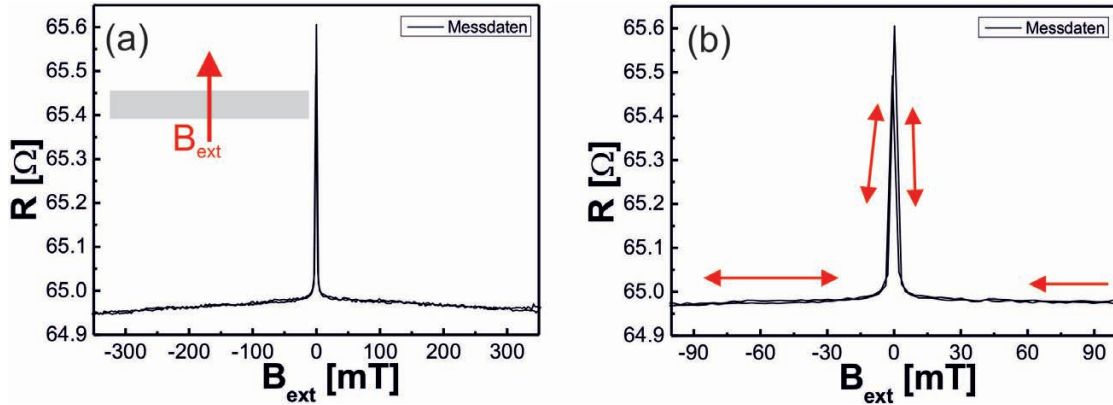 (a)
Messdaten
65.6
65.5
65.4
65.3
65.2
65.1
65.0
64.9
R [Ω]
B_ext
-300 -200 -100 0 100 200 300
B_ext [mT]
(b)
Messdaten
65.6
65.5
65.4
65.3
65.2
65.1
65.0
64.9
R [Ω]
-90 -60 -30 0 30 60 90
B_ext [mT]